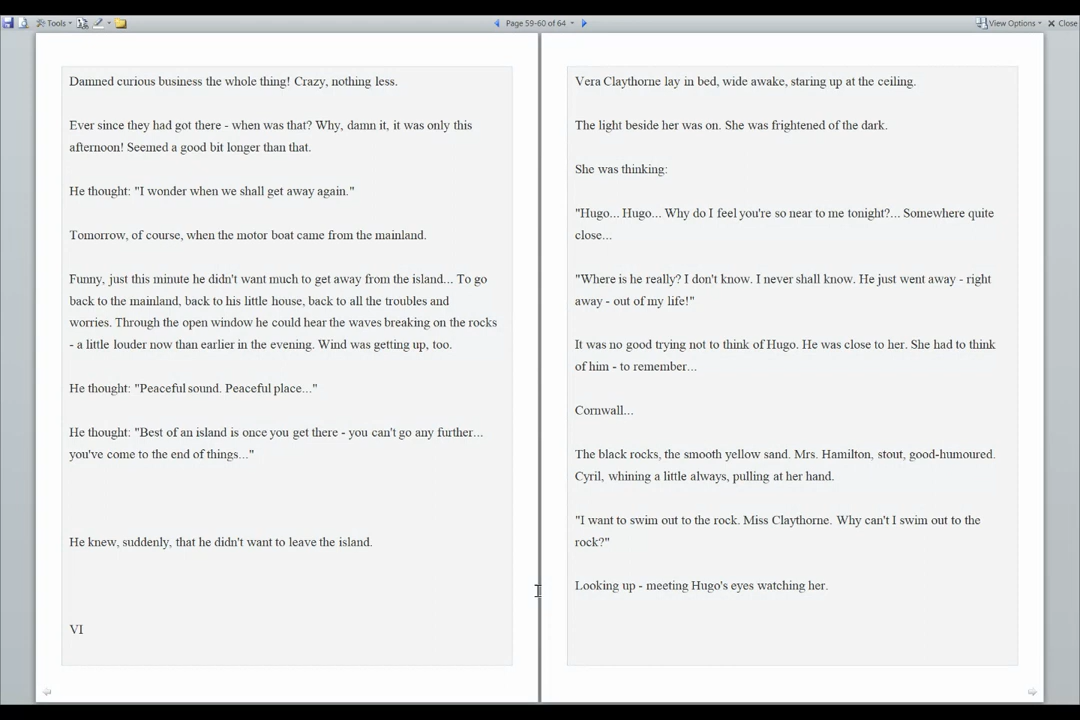 Tools
Page 59-60 of 64
View Options
Close
Damned curious business the whole thing! Crazy, nothing less.
Ever since they had got there - when was that? Why, damn it, it was only this
afternoon! Seemed a good bit longer than that.
He thought: "I wonder when we shall get away again."
Tomorrow, of course, when the motor boat came from the mainland.
Funny, just this minute he didn't want much to get away from the island... To go
back to the mainland, back to his little house, back to all the troubles and
worries. Through the open window he could hear the waves breaking on the rocks
- a little louder now than earlier in the evening. Wind was getting up, too.
He thought: "Peaceful sound. Peaceful place..."
He thought: "Best of an island is once you get there - you can't go any further...
you've come to the end of things..."
He knew, suddenly, that he didn't want to leave the island.
VI
Vera Claythorne lay in bed, wide awake, staring up at the ceiling.
The light beside her was on. She was frightened of the dark.
She was thinking:
"Hugo... Hugo... Why do I feel you're so near to me tonight?... Somewhere quite
close...
"Where is he really? I don't know. I never shall know. He just went away - right
away - out of my life!"
It was no good trying not to think of Hugo. He was close to her. She had to think
of him - to remember...
Cornwall...
The black rocks, the smooth yellow sand. Mrs. Hamilton, stout, good-humoured.
Cyril, whining a little always, pulling at her hand.
"I want to swim out to the rock. Miss Claythorne. Why can't I swim out to the
rock?"
Looking up - meeting Hugo's eyes watching her.